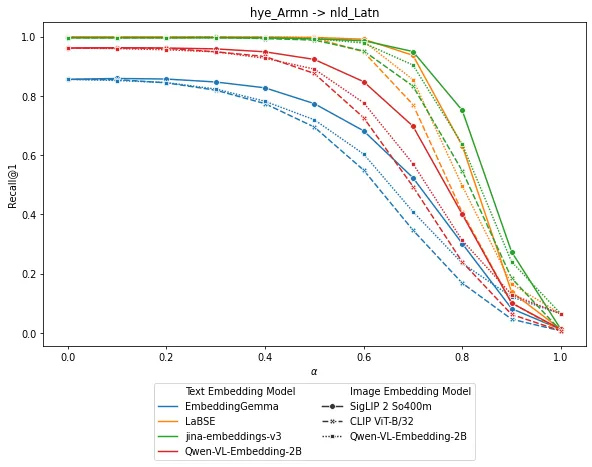 hye_Armn -> nld_Latn
Recall@1
1.0
0.8
0.6
0.4
0.2
0.0
0.0 0.2 0.4 0.6 0.8 1.0
α
Text Embedding Model
EmbeddingGemma
LaBSE
jina-embeddings-v3
Qwen-VL-Embedding-2B
Image Embedding Model
SigLIP 2 So400m
CLIP ViT-B/32
Qwen-VL-Embedding-2B